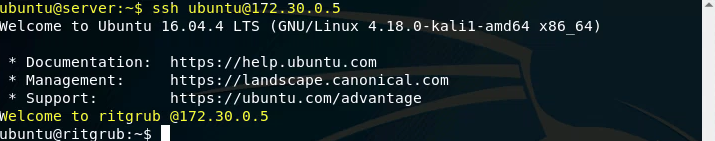 ubuntu@server:~$ ssh ubuntu@172.30.0.5
Welcome to Ubuntu 16.04.4 LTS (GNU/Linux 4.18.0-kali1-amd64 x86_64)
* Documentation:  https://help.ubuntu.com
* Management:     https://landscape.canonical.com
* Support:        https://ubuntu.com/advantage
Welcome to ritgrub @172.30.0.5
ubuntu@ritgrub:~$